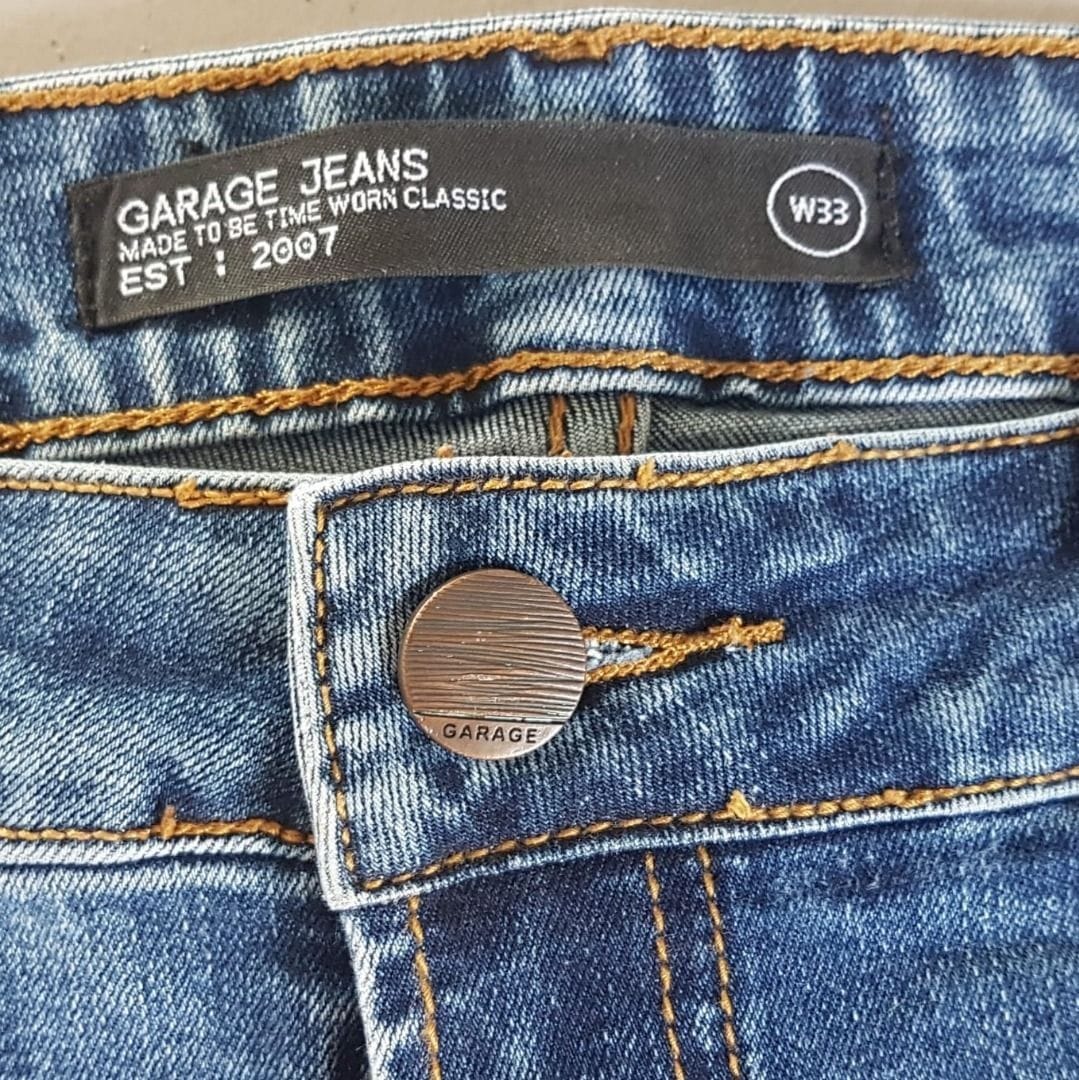 GARAGE JEANS
MADE TO BE TIME WORN CLASSIC
EST : 2007
W33
GARAGE